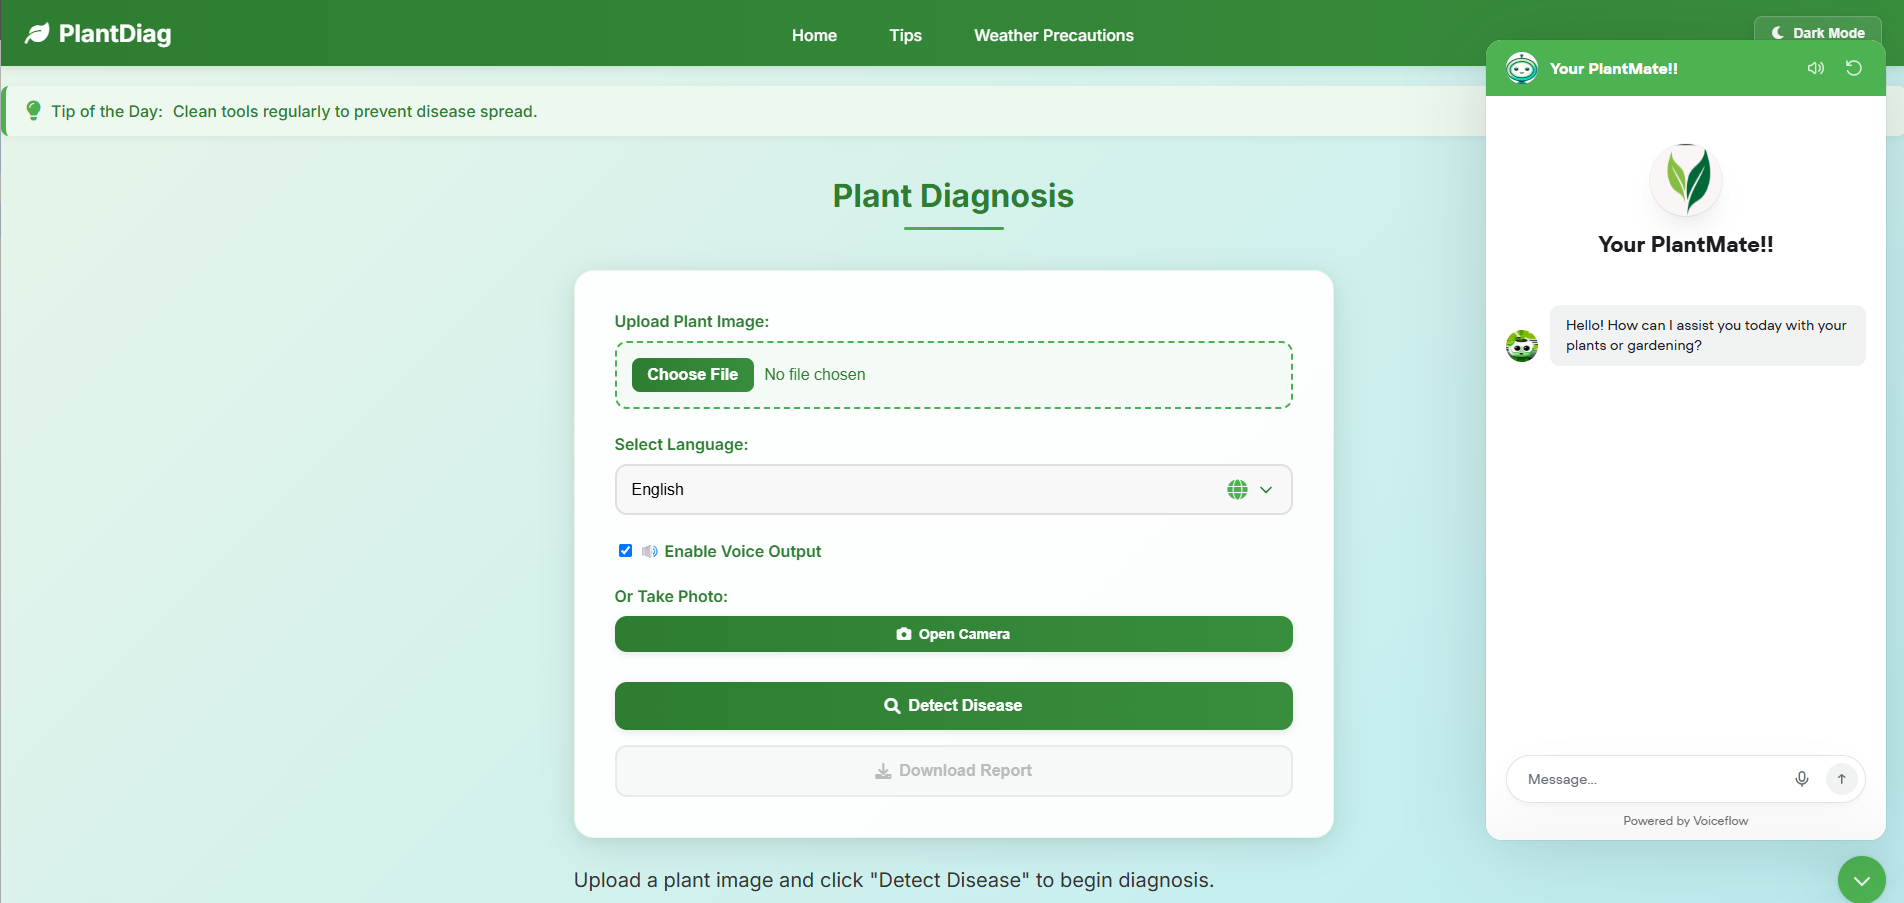 PlantDiag
Home
Tips
Weather Precautions
Dark Mode
Tip of the Day: Clean tools regularly to prevent disease spread.
Plant Diagnosis
Upload Plant Image:
Choose File No file chosen
Select Language:
English
Enable Voice Output
Or Take Photo:
Open Camera
Detect Disease
Download Report
Upload a plant image and click "Detect Disease" to begin diagnosis.
Your PlantMate!!
Your PlantMate!!
Hello! How can I assist you today with your
plants or gardening?
Message...
Powered by Voiceflow